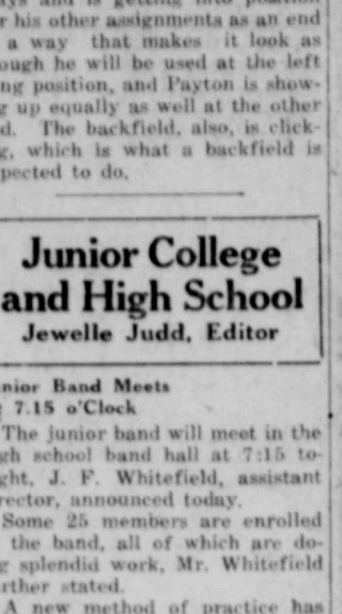 r his other assignments as an end
a way that makes it look as
ough he will be used at the left
ng position, and Payton is show-
g up equally as well at the other
d. The backfield, also, is click-
g, which is what a backfield is
pected to do.
Junior College
and High School
Jewelle Judd, Editor
nior Band Meets
7.15 o'Clock
The junior band will meet in the
gh school band hall at 7:15 to-
ght, J. F. Whitefield, assistant
rector, announced today.
Some 25 members are enrolled
the band, all of which are do-
g splendid work, Mr. Whitefield
rther stated.
A new method of practice has